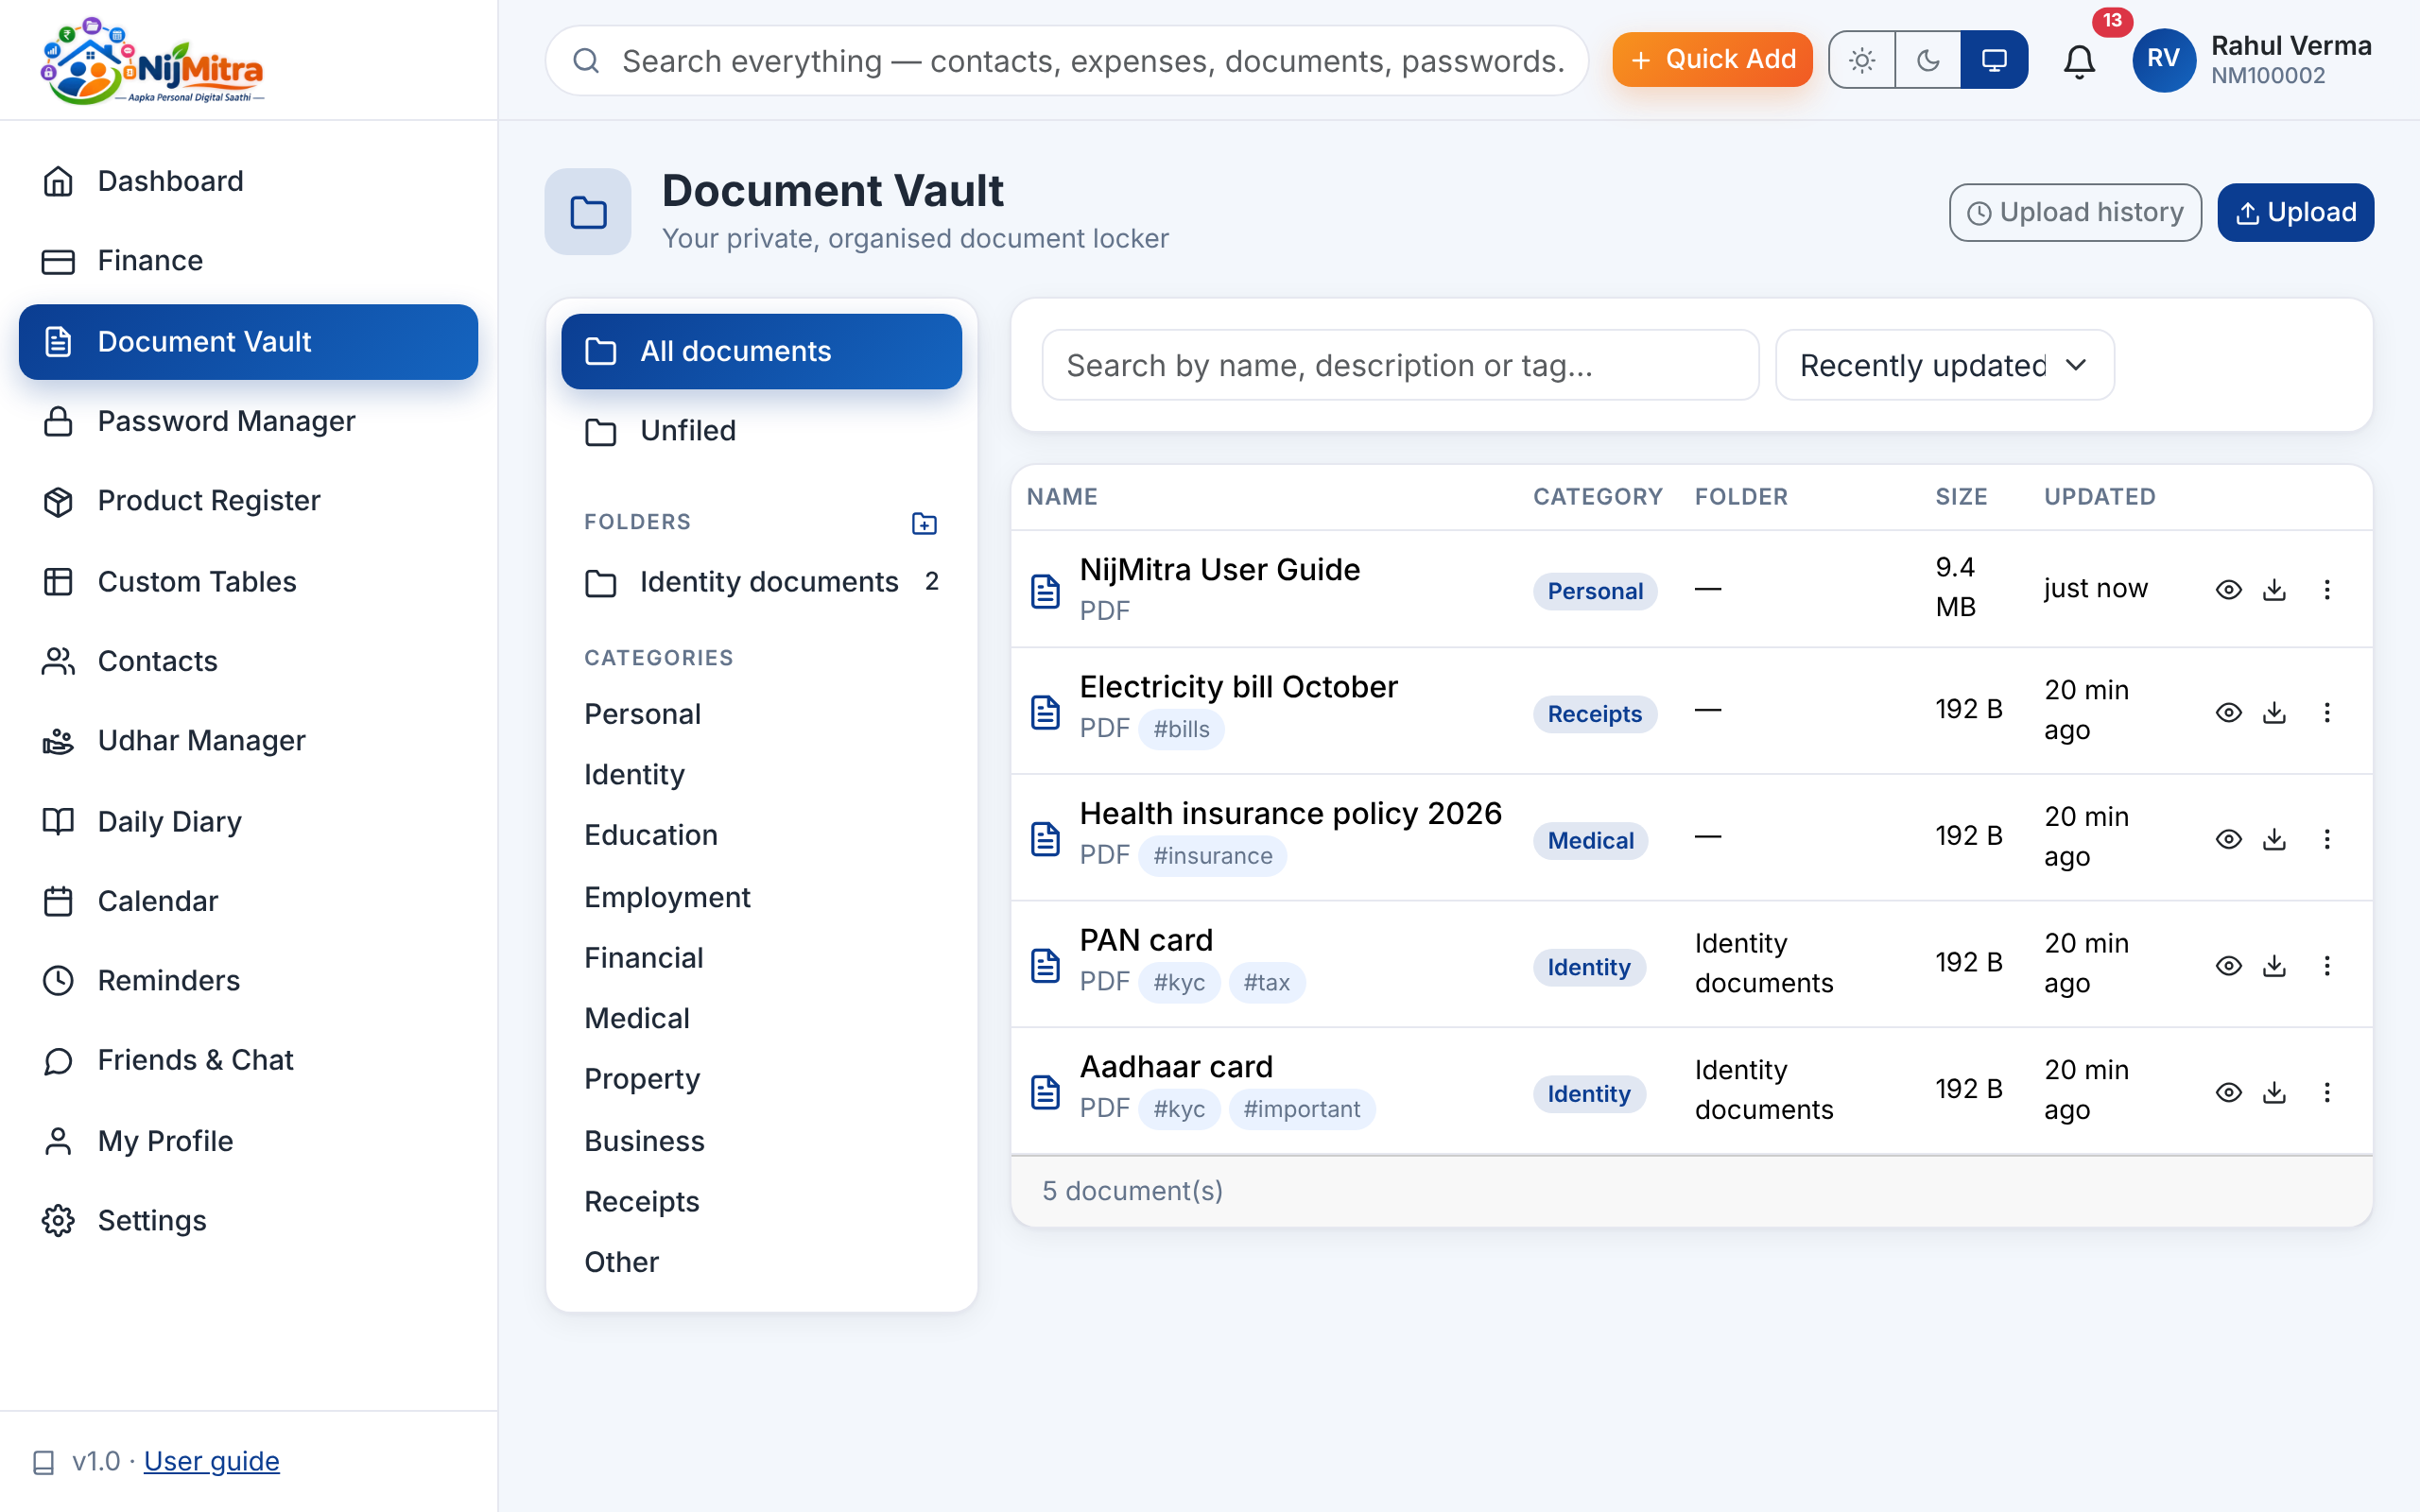 NijMitra
Aapka Personal Digital Saathi
Search everything — contacts, expenses, documents, passwords.
+ Quick Add
13
RV
Rahul Verma
NM100002
Dashboard
Finance
Document Vault
Password Manager
Product Register
Custom Tables
Contacts
Udhar Manager
Daily Diary
Calendar
Reminders
Friends & Chat
My Profile
Settings
v1.0 · User guide
Document Vault
Your private, organised document locker
Upload history
Upload
All documents
Unfiled
FOLDERS
Identity documents 2
CATEGORIES
Personal
Identity
Education
Employment
Financial
Medical
Property
Business
Receipts
Other
Search by name, description or tag...
Recently updated
NAME CATEGORY FOLDER SIZE UPDATED
NijMitra User Guide
PDF
Personal
—
9.4
MB
just now
Electricity bill October
PDF #bills
Receipts
—
192 B
20 min
ago
Health insurance policy 2026
PDF #insurance
Medical
—
192 B
20 min
ago
PAN card
PDF #kyc #tax
Identity
Identity
documents
192 B
20 min
ago
Aadhaar card
PDF #kyc #important
Identity
Identity
documents
192 B
20 min
ago
5 document(s)